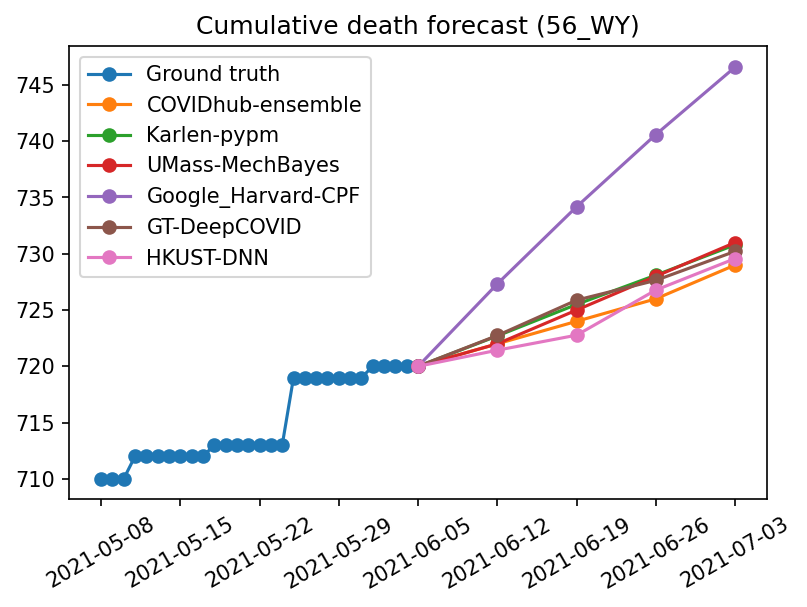 Cumulative death forecast (56_WY)
Ground truth
COVIDhub-ensemble
Karlen-pypm
UMass-MechBayes
Google_Harvard-CPF
GT-DeepCOVID
HKUST-DNN
745
740
735
730
725
720
715
710
2021-05-08
2021-05-15
2021-05-22
2021-05-29
2021-06-05
2021-06-12
2021-06-19
2021-06-26
2021-07-03